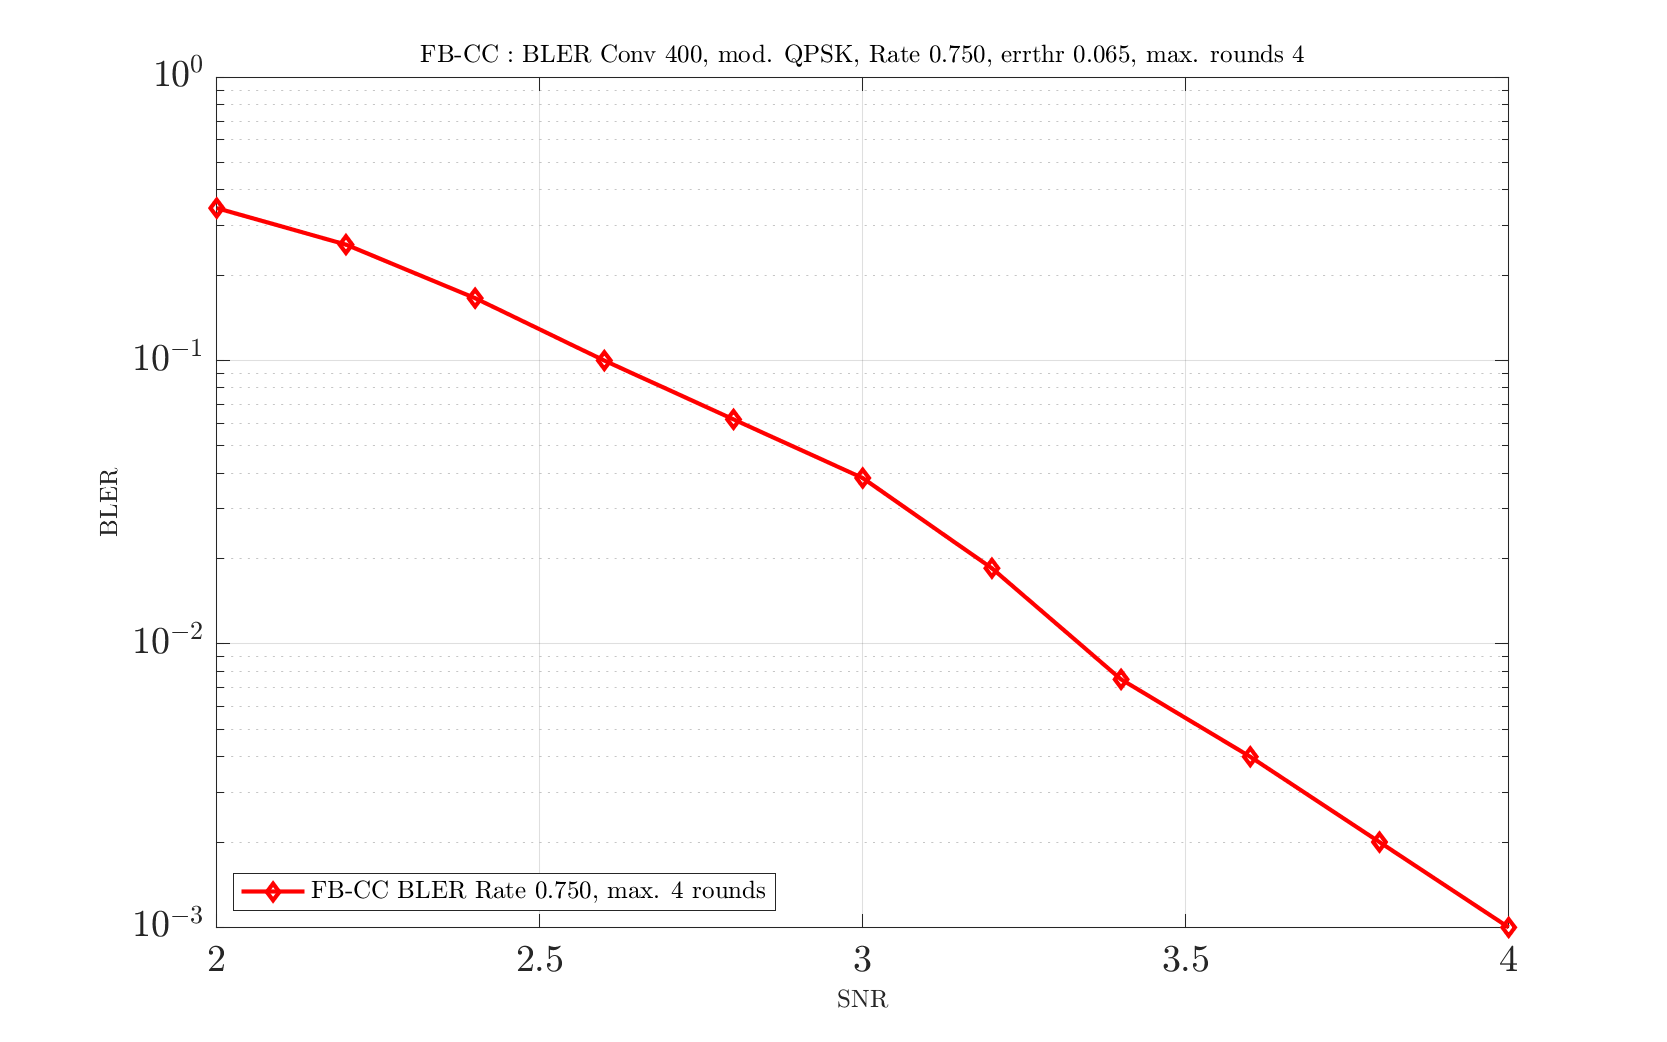 FB-CC : BLER Conv 400, mod. QPSK, Rate 0.750, errthr 0.065, max. rounds 4
10^0
10^-1
10^-2
10^-3
BLER
FB-CC BLER Rate 0.750, max. 4 rounds
2 2.5 3 3.5 4
SNR